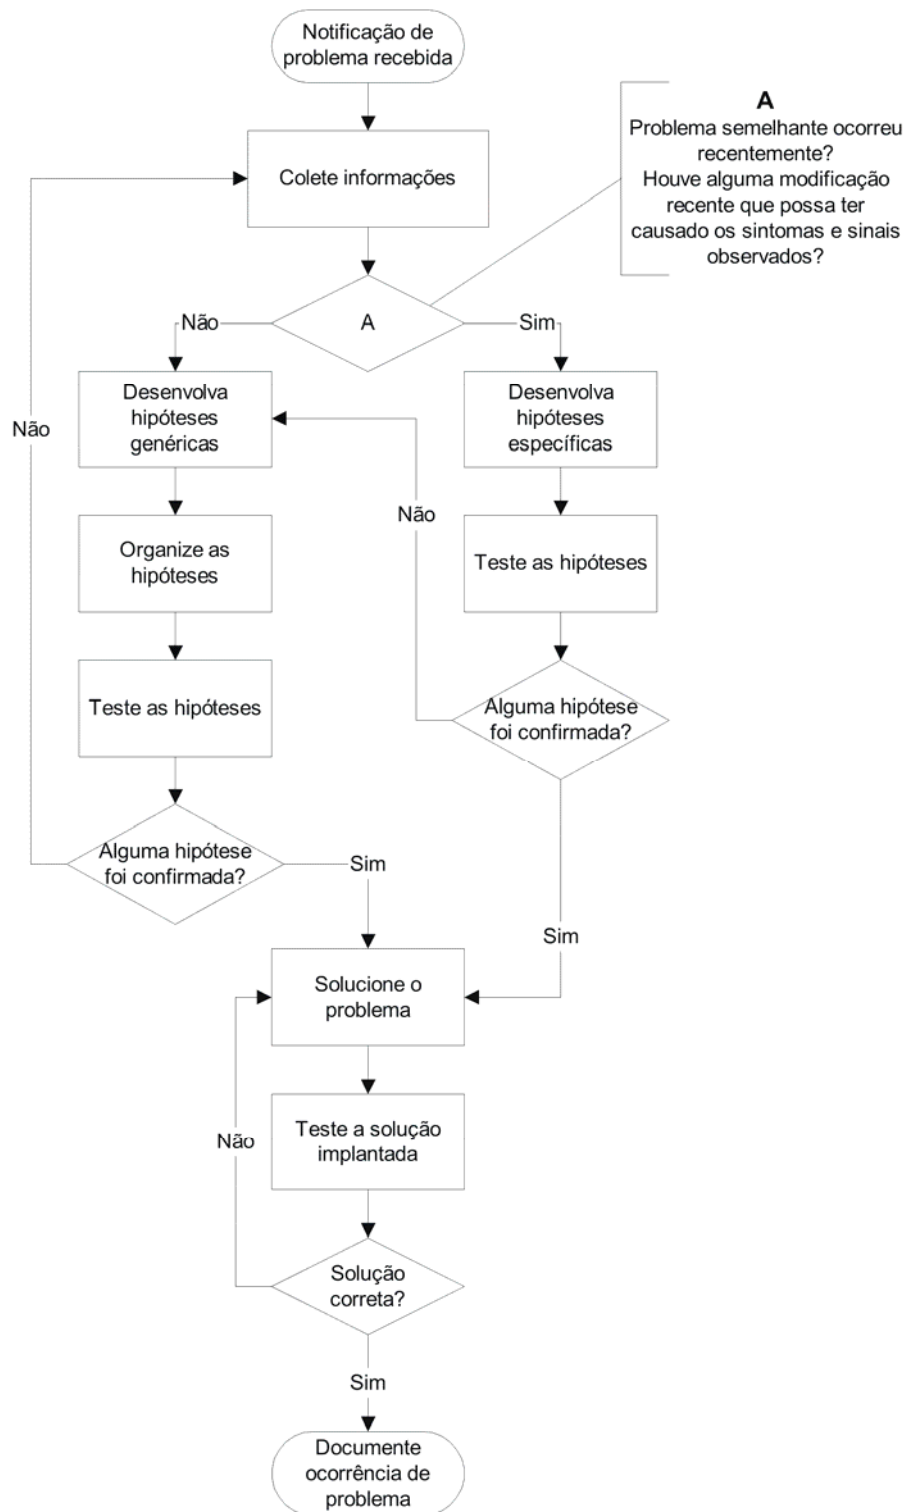 Notificação de
problema recebida
A
Problema semelhante ocorreu
recentemente?
Houve alguma modificação
recente que possa ter
causado os sintomas e sinais
observados?
Colete informações
A
Não
Sim
Desenvolva
hipóteses
genéricas
Desenvolva
hipóteses
específicas
Não
Não
Organize as
hipóteses
Teste as hipóteses
Teste as hipóteses
Alguma hipótese
foi confirmada?
Alguma hipótese
foi confirmada?
Sim
Sim
Solucione o
problema
Teste a solução
implantada
Não
Solução
correta?
Sim
Documente
ocorrência de
problema